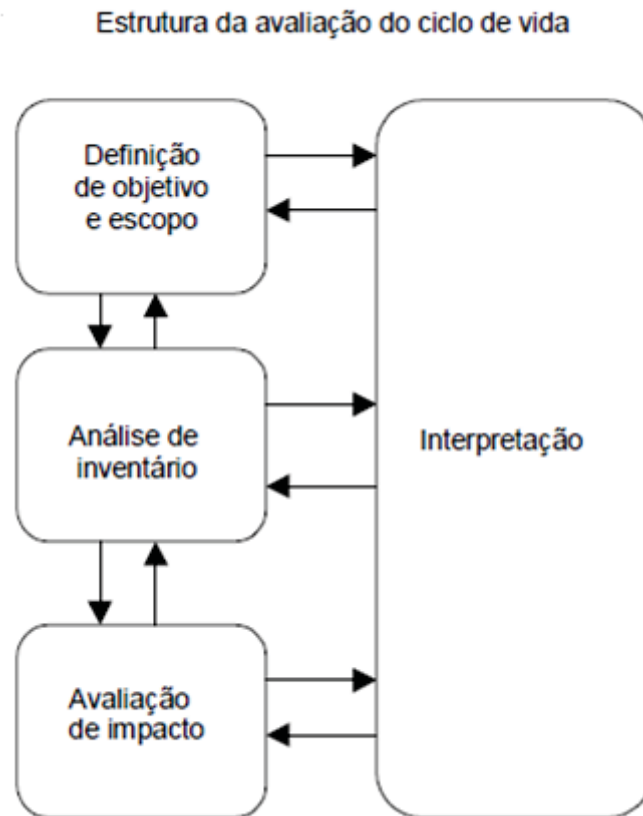 Estrutura da avaliação do ciclo de vida
Definição
de objetivo
e escopo
Análise de
inventário
Interpretação
Avaliação
de impacto